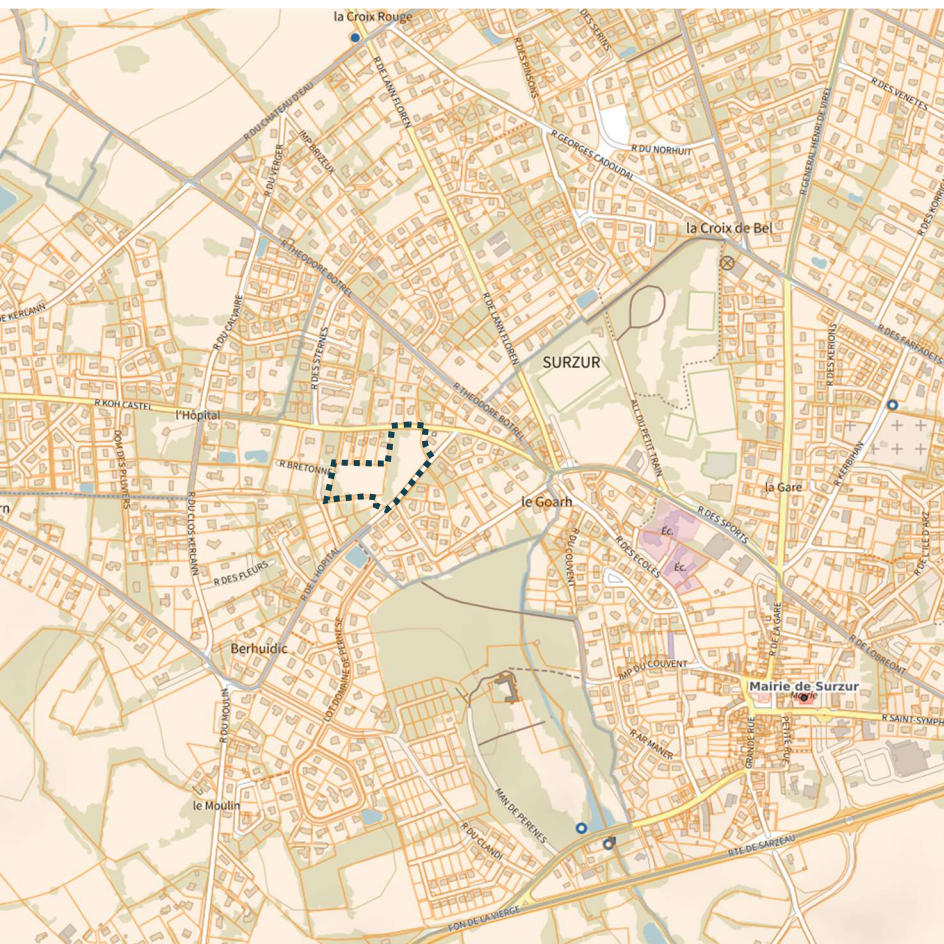 la Croix Rouge
R DES SERINS
R DES PINSONS
R DE LANN FLOREN
R DES VENETES
R DU CHATEAU D'EAU
IMP BRIZEUX
R GEORGES CADOUDAL
R DU NORHUIT
R GENERAL HENRI DE VIREL
R DU VERGER
la Croix de Bel
R THEODORE BOTREL
E KERLANN
R DU CALVAIRE
R DES STERNES
R DE LANN FLOREN
SURZUR
R DES KERIONS
R DES FARFADETS
R THEODORE BOTREL
R KOH CASTEL
l'Hôpital
ALL DU PETIT TRAIN
R KERBIHAN
DOM DES PLUVIERS
R BRETONNE
la Gare
le Goarh
rn
R DU CLOS KERLANN
R DES SPORTS
Éc.
R DU COUVENT
R DES ECOLES
Éc.
R DES FLEURS
R DE L'HOPITAL
R DE LA GARE
R DE LOBREONT
Berhuidic
LOT DOMAINE DE PERNESE
IMP DU COUVENT
Mairie de Surzur
Mairie
R DU MOULIN
R SAINT-SYMPH
GRANDE RUE
PETITE RUE
R AR MANER
le Moulin
MAN DE PERENES
R DU CLANDI
RTE DE SARZEAU
FON DE LA VIERGE